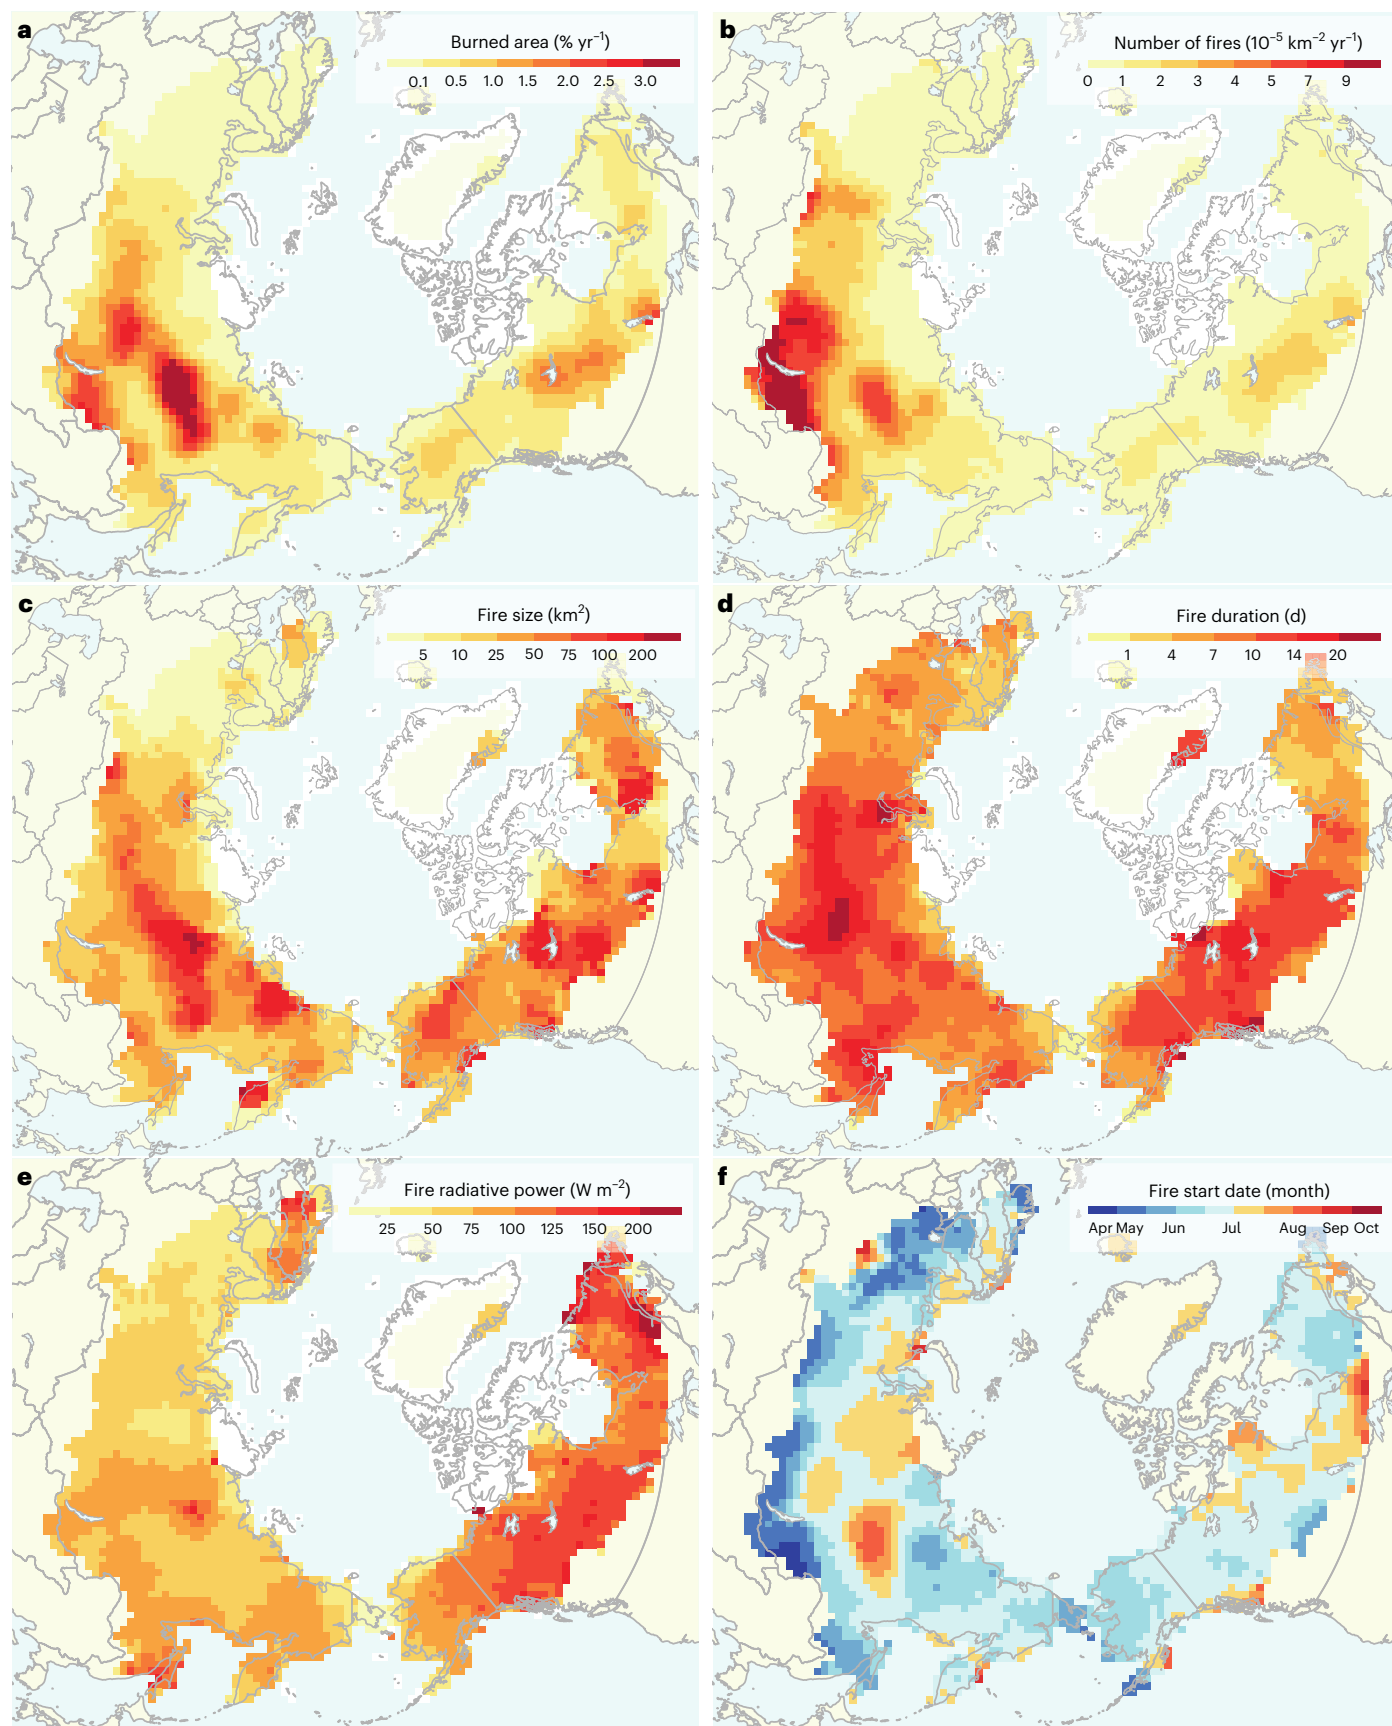 a
Burned area (% yr⁻¹)
0.1 0.5 1.0 1.5 2.0 2.5 3.0
b
Number of fires (10⁻⁵ km⁻² yr⁻¹)
0 1 2 3 4 5 7 9
c
Fire size (km²)
5 10 25 50 75 100 200
d
Fire duration (d)
1 4 7 10 14 20
e
Fire radiative power (W m⁻²)
25 50 75 100 125 150 200
f
Fire start date (month)
Apr May Jun Jul Aug Sep Oct